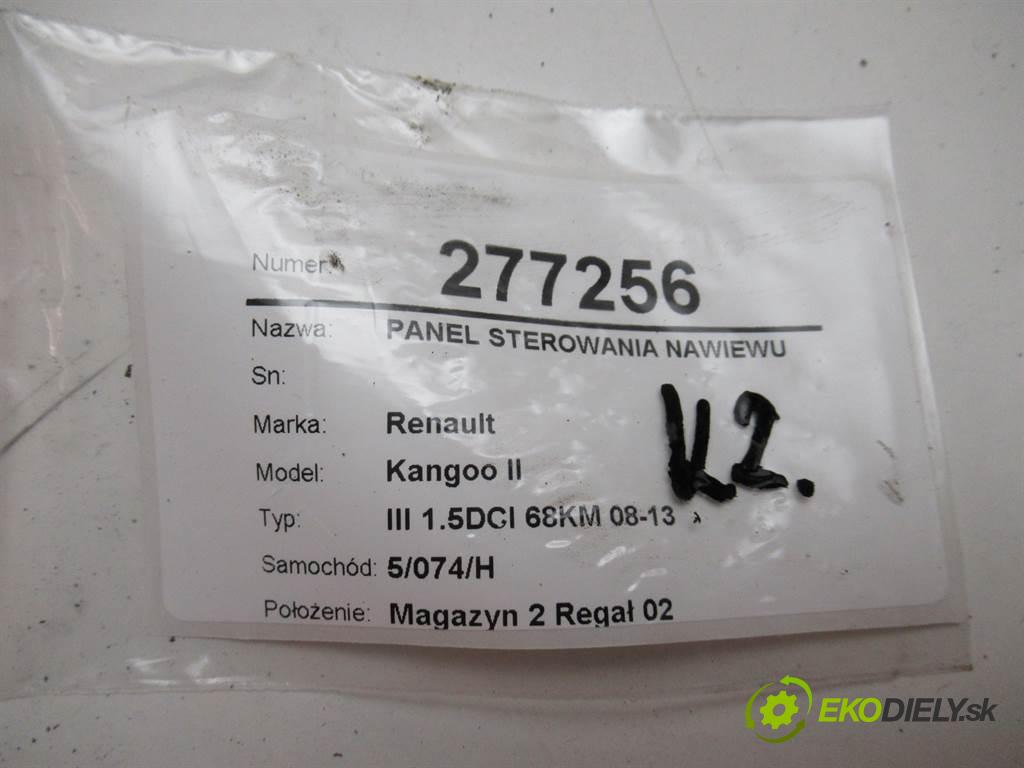 Numer: 277256
Nazwa: PANEL STEROWANIA NAWIEWU
Sn:
Marka: Renault
Model: Kangoo II
Typ: III 1.5DCI 68KM 08-13
Samochód: 5/074/H
Położenie: Magazyn 2 Regał 02
K2.
EKODIELY.sk